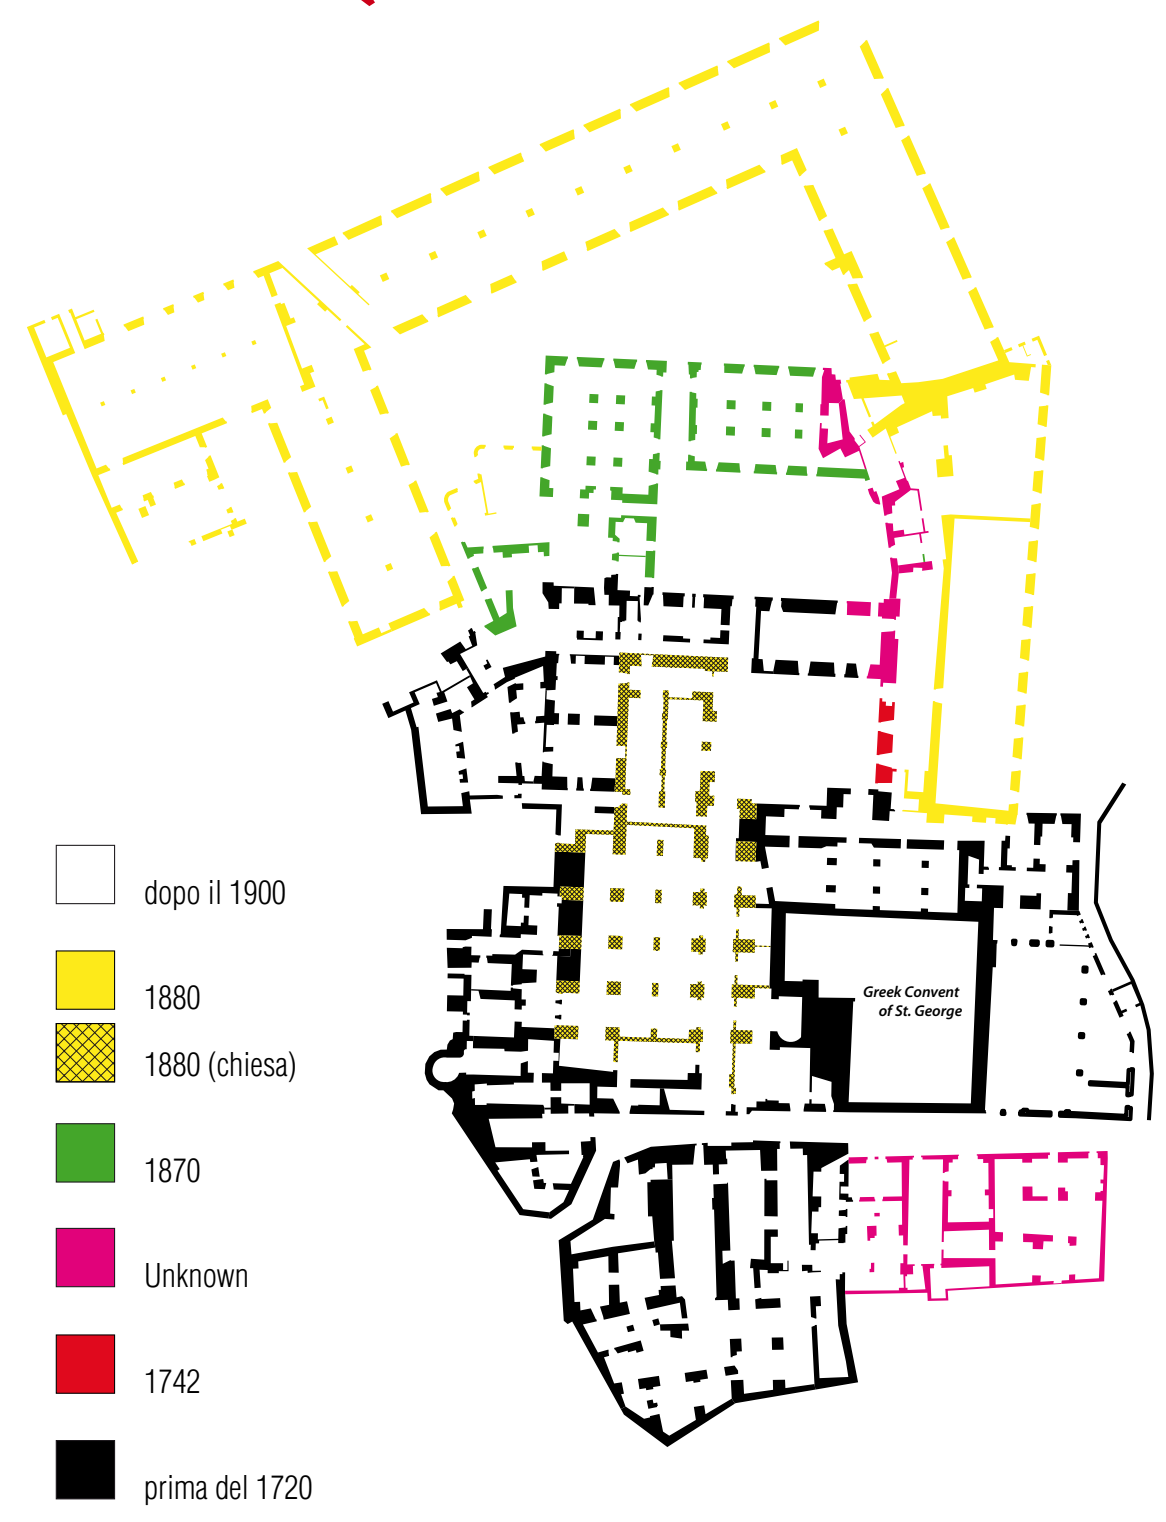 Greek Convent
of St. George
dopo il 1900
1880
1880 (chiesa)
1870
Unknown
1742
prima del 1720